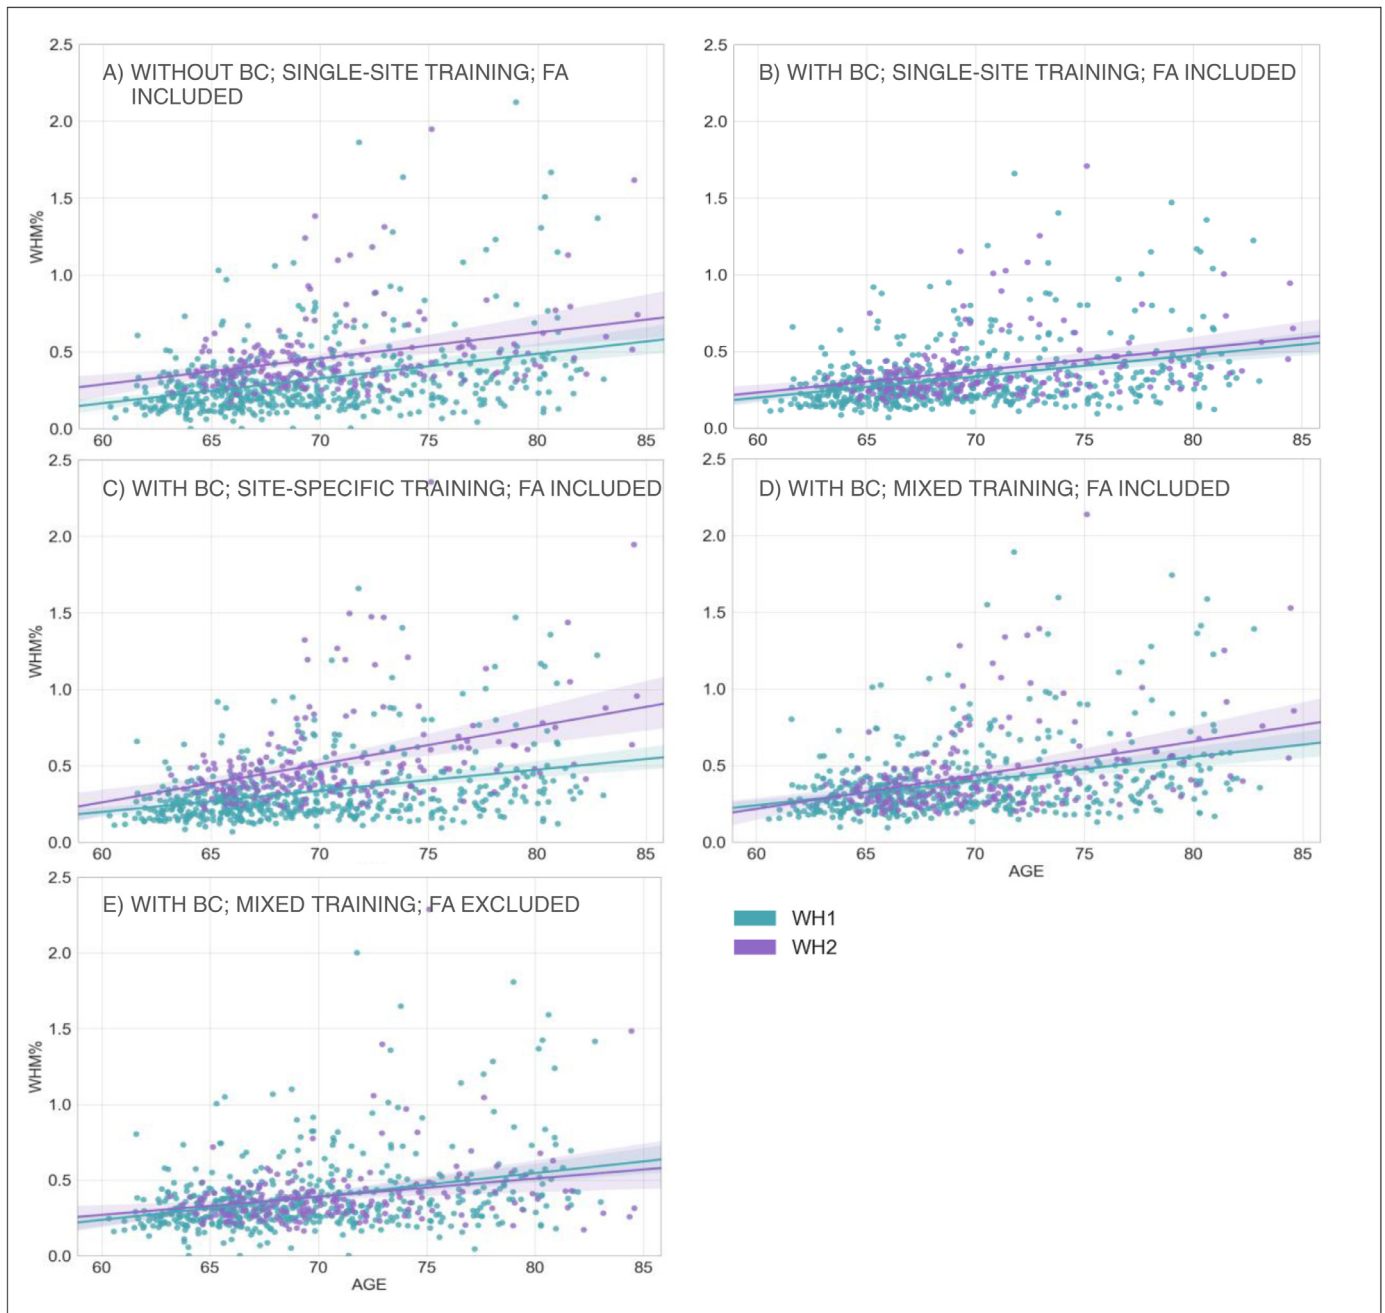 A) WITHOUT BC; SINGLE-SITE TRAINING; FA
INCLUDED
2.5
2.0
1.5
1.0
0.5
0.0
WHM%
60 65 70 75 80 85
B) WITH BC; SINGLE-SITE TRAINING; FA INCLUDED
2.5
2.0
1.5
1.0
0.5
0.0
60 65 70 75 80 85
C) WITH BC; SITE-SPECIFIC TRAINING; FA INCLUDED
2.5
2.0
1.5
1.0
0.5
0.0
WHM%
60 65 70 75 80 85
D) WITH BC; MIXED TRAINING; FA INCLUDED
2.5
2.0
1.5
1.0
0.5
0.0
60 65 70 75 80 85
AGE
E) WITH BC; MIXED TRAINING; FA EXCLUDED
2.5
2.0
1.5
1.0
0.5
0.0
WHM%
60 65 70 75 80 85
AGE
WH1
WH2